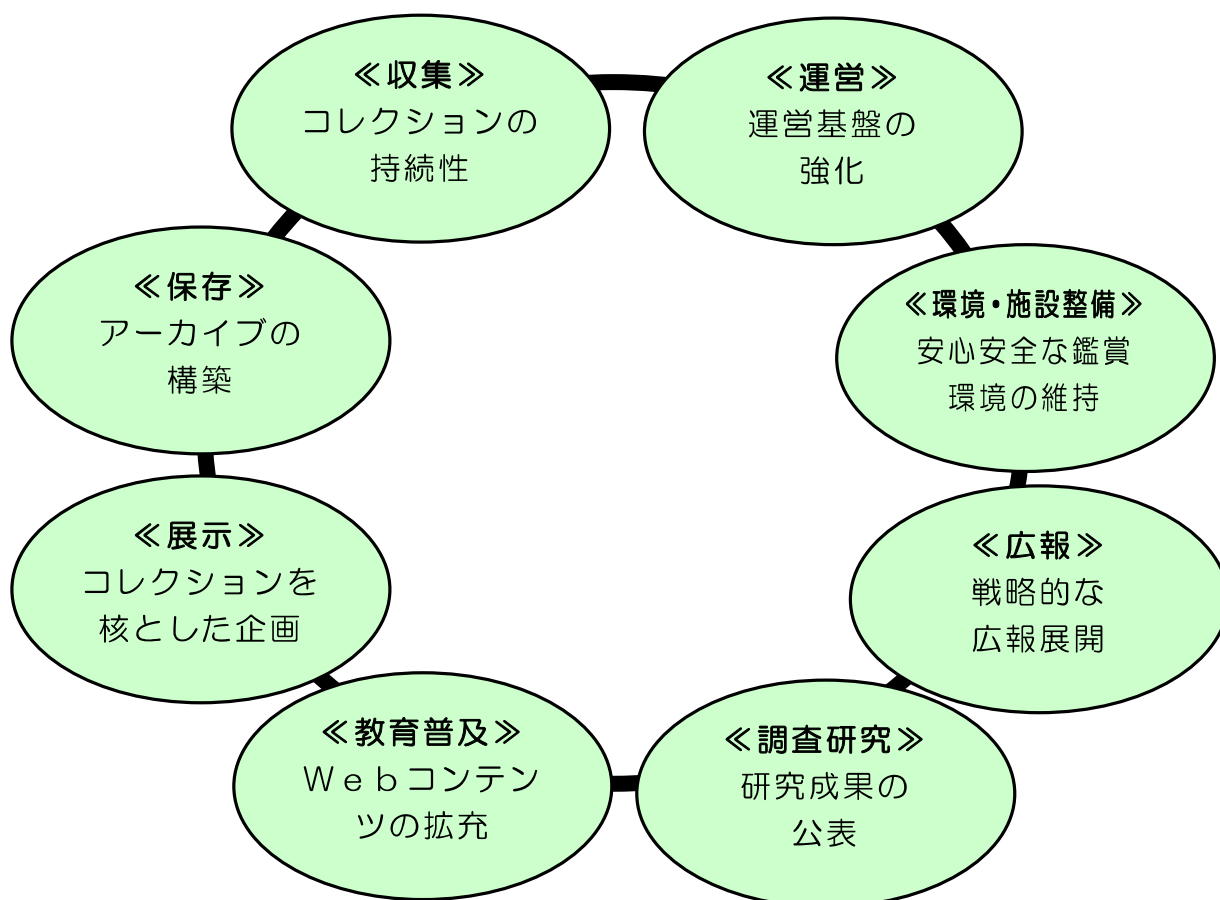 ≪収集≫
コレクションの
持続性
≪運営≫
運営基盤の
強化
≪保存≫
アーカイブの
構築
≪環境・施設整備≫
安心安全な鑑賞
環境の維持
≪展示≫
コレクションを
核とした企画
≪広報≫
戦略的な
広報展開
≪教育普及≫
Ｗｅｂコンテン
ツの拡充
≪調査研究≫
研究成果の
公表